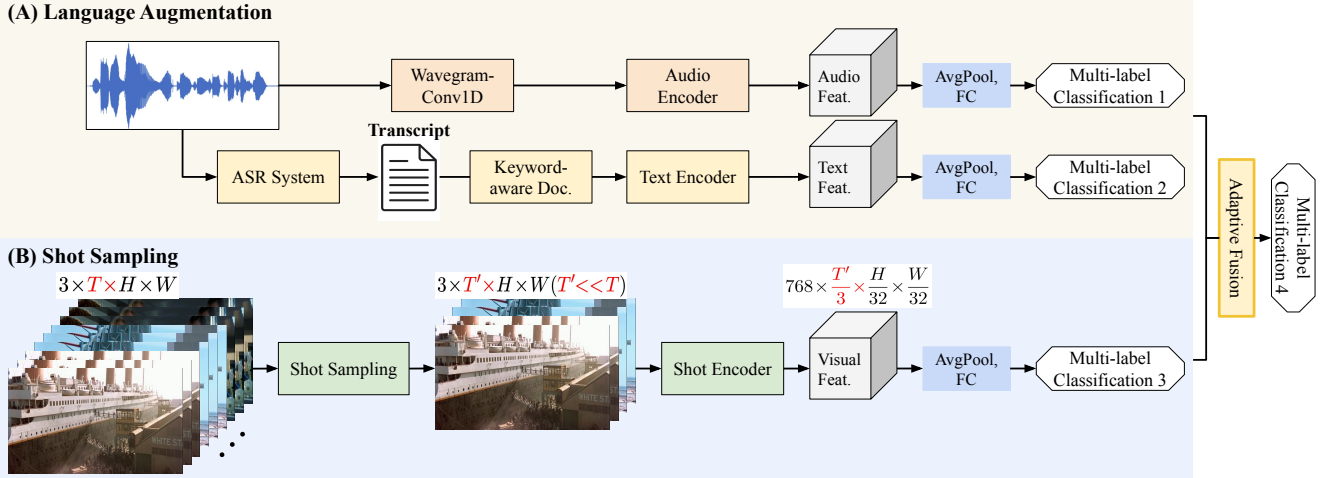 (A) Language Augmentation
Wavegram-
Conv1D
Audio
Encoder
Audio
Feat.
AvgPool,
FC
Multi-label
Classification 1
Transcript
ASR System
Keyword-
aware Doc.
Text Encoder
Text
Feat.
AvgPool,
FC
Multi-label
Classification 2
(B) Shot Sampling
3×T×H×W
Shot Sampling
3×T′×H×W(T′<<T)
WHITE ST
Shot Encoder
768 × T′/3 × H/32 × W/32
Visual
Feat.
AvgPool,
FC
Multi-label
Classification 3
Adaptive Fusion
Multi-label
Classification 4